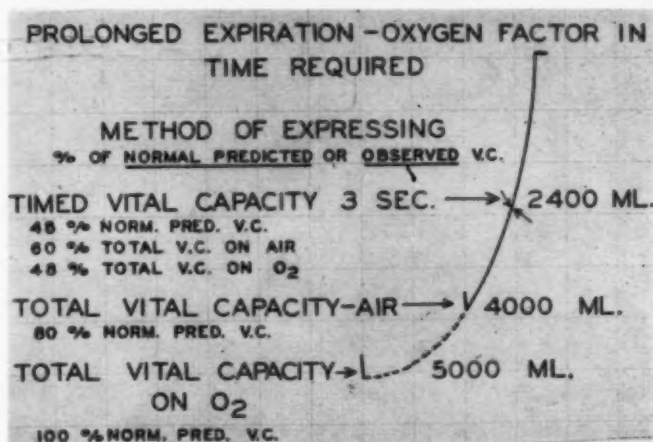 PROLONGED EXPIRATION - OXYGEN FACTOR IN
TIME REQUIRED
METHOD OF EXPRESSING
% OF NORMAL PREDICTED OR OBSERVED V.C.
TIMED VITAL CAPACITY 3 SEC. 2400 ML.
48 % NORM. PRED. V.C.
60 % TOTAL V.C. ON AIR
48 % TOTAL V.C. ON O2
TOTAL VITAL CAPACITY-AIR 4000 ML.
80 % NORM. PRED. V.C.
TOTAL VITAL CAPACITY 5000 ML.
ON O2
100 % NORM. PRED. V.C.